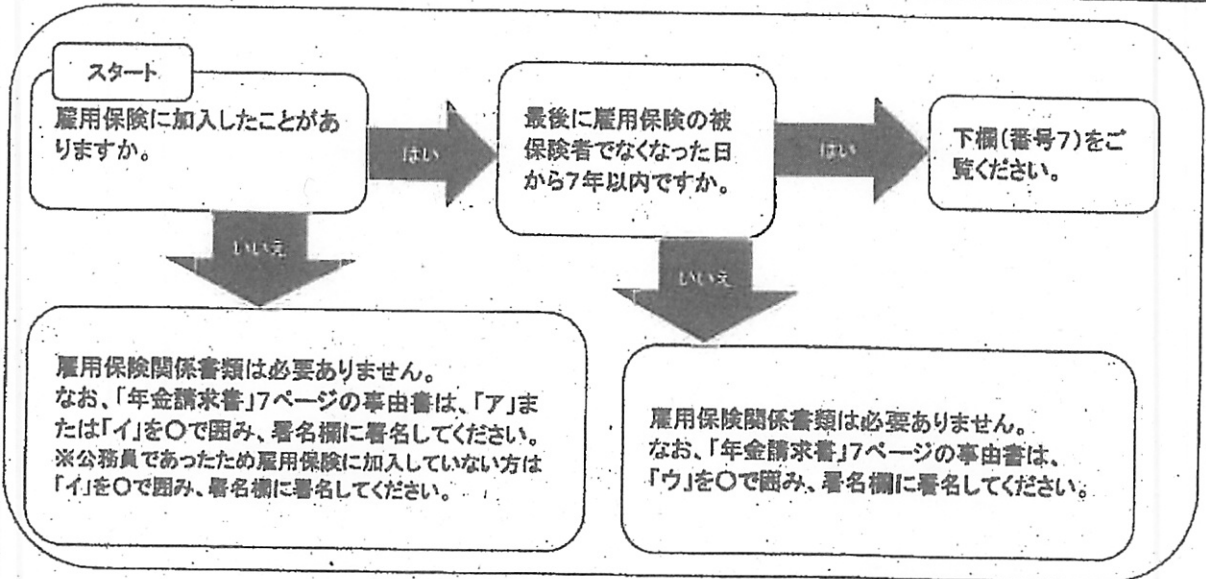 スタート
雇用保険に加入したことがあ
りますか。
はい
最後に雇用保険の被
保険者でなくなった日
から7年以内ですか。
はい
下欄(番号7)をご
覧ください。
いいえ
いいえ
雇用保険関係書類は必要ありません。
なお、「年金請求書」7ページの事由書は、「ア」ま
たは「イ」を○で囲み、署名欄に署名してください。
※公務員であったため雇用保険に加入していない方は
「イ」を○で囲み、署名欄に署名してください。
雇用保険関係書類は必要ありません。
なお、「年金請求書」7ページの事由書は、
「ウ」を○で囲み、署名欄に署名してください。